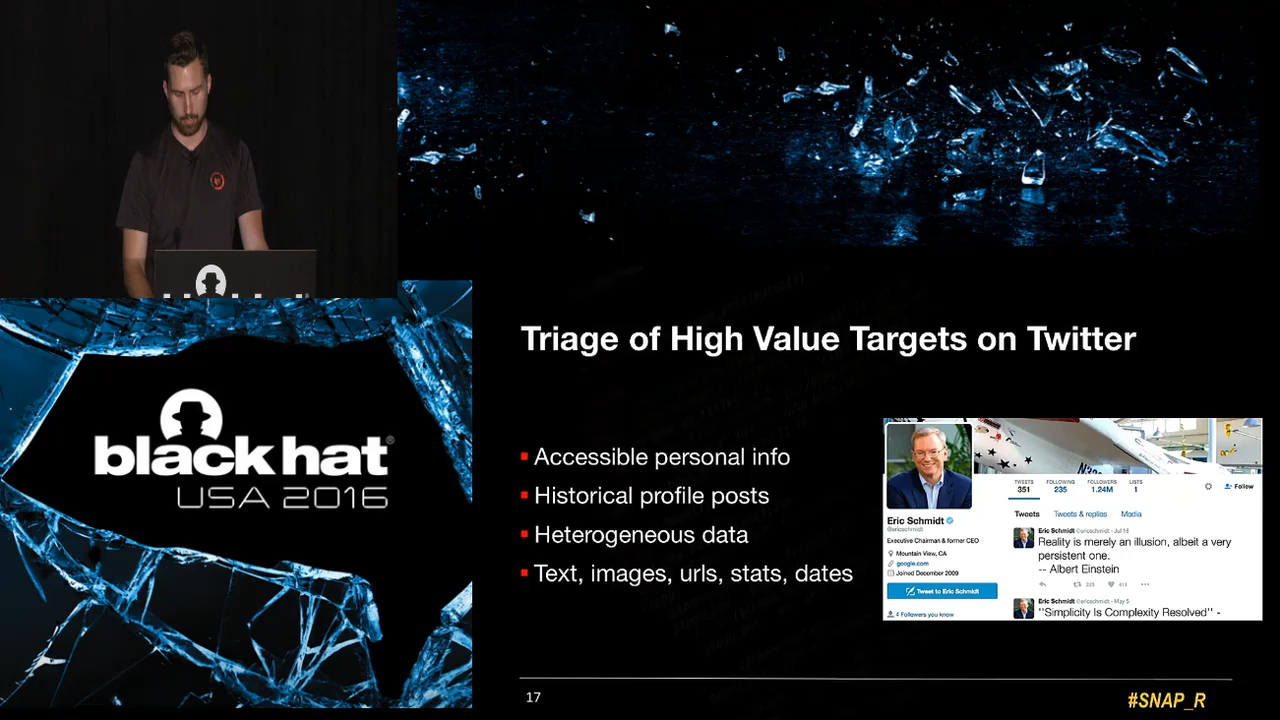 black hat®
USA 2016
Triage of High Value Targets on Twitter
Accessible personal info
Historical profile posts
Heterogeneous data
Text, images, urls, stats, dates
TWEETS FOLLOWING FOLLOWERS LISTS
351 235 1.24M 1
Follow
Tweets Tweets & replies Media
Eric Schmidt
@ericschmidt
Executive Chairman & former CEO
Mountain View, CA
google.com
Joined December 2009
Tweet to Eric Schmidt
4 Followers you know
Eric Schmidt @ericschmidt · Jul 16
Reality is merely an illusion, albeit a very
persistent one.
-- Albert Einstein
Eric Schmidt @ericschmidt · May 5
''Simplicity Is Complexity Resolved'' -
17
#SNAP_R